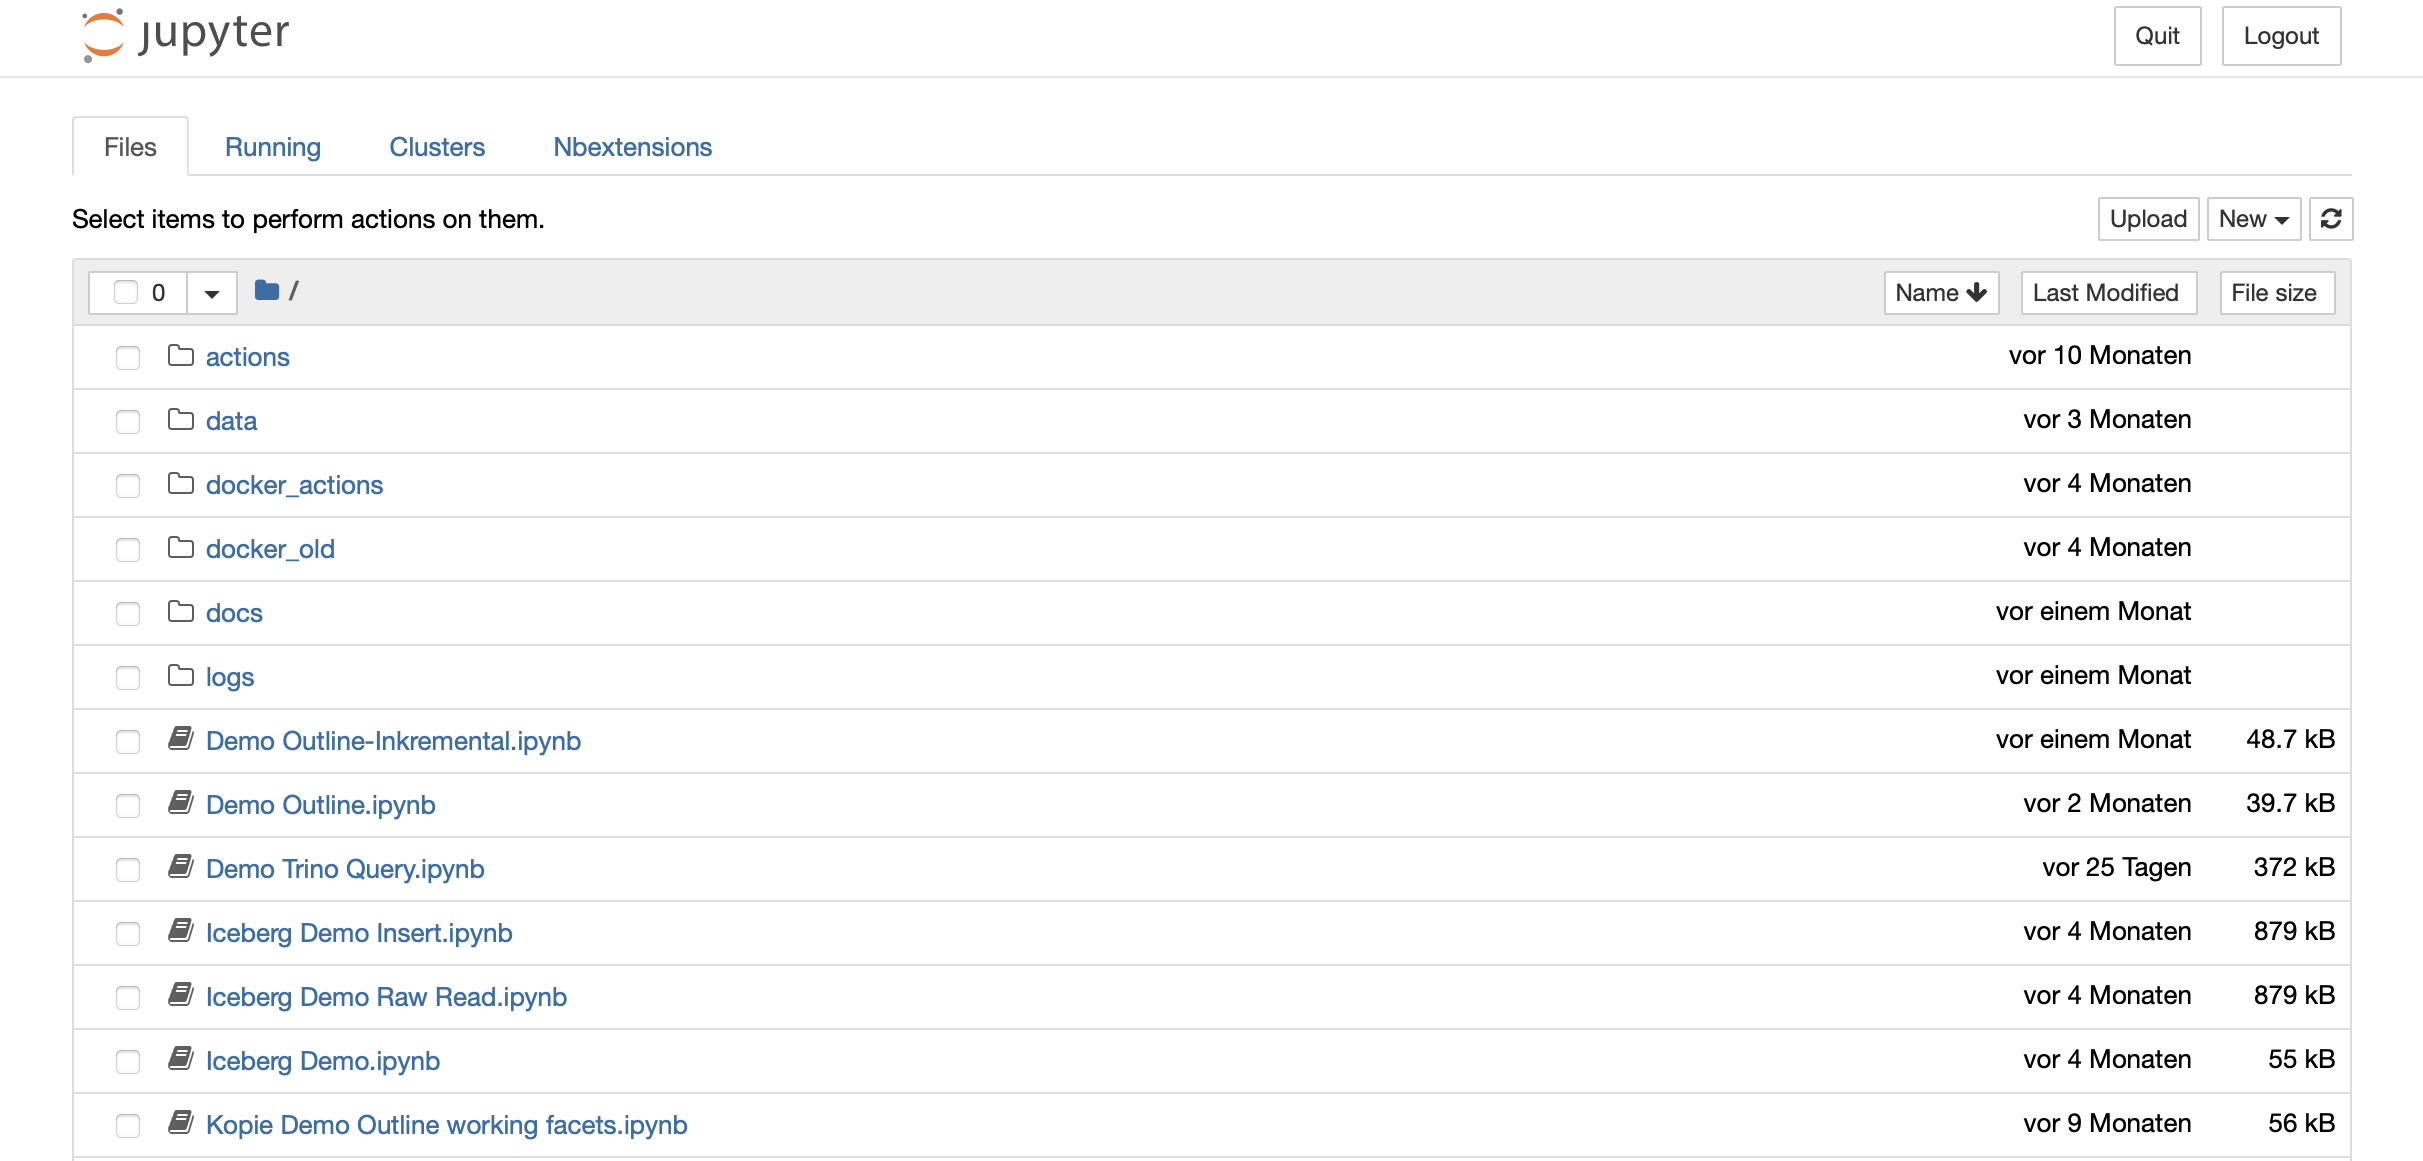 jupyter
Quit Logout
Files Running Clusters Nbextensions
Select items to perform actions on them.
Upload New
0 / Name Last Modified File size
actions vor 10 Monaten
data vor 3 Monaten
docker_actions vor 4 Monaten
docker_old vor 4 Monaten
docs vor einem Monat
logs vor einem Monat
Demo Outline-Inkremental.ipynb vor einem Monat 48.7 kB
Demo Outline.ipynb vor 2 Monaten 39.7 kB
Demo Trino Query.ipynb vor 25 Tagen 372 kB
Iceberg Demo Insert.ipynb vor 4 Monaten 879 kB
Iceberg Demo Raw Read.ipynb vor 4 Monaten 879 kB
Iceberg Demo.ipynb vor 4 Monaten 55 kB
Kopie Demo Outline working facets.ipynb vor 9 Monaten 56 kB